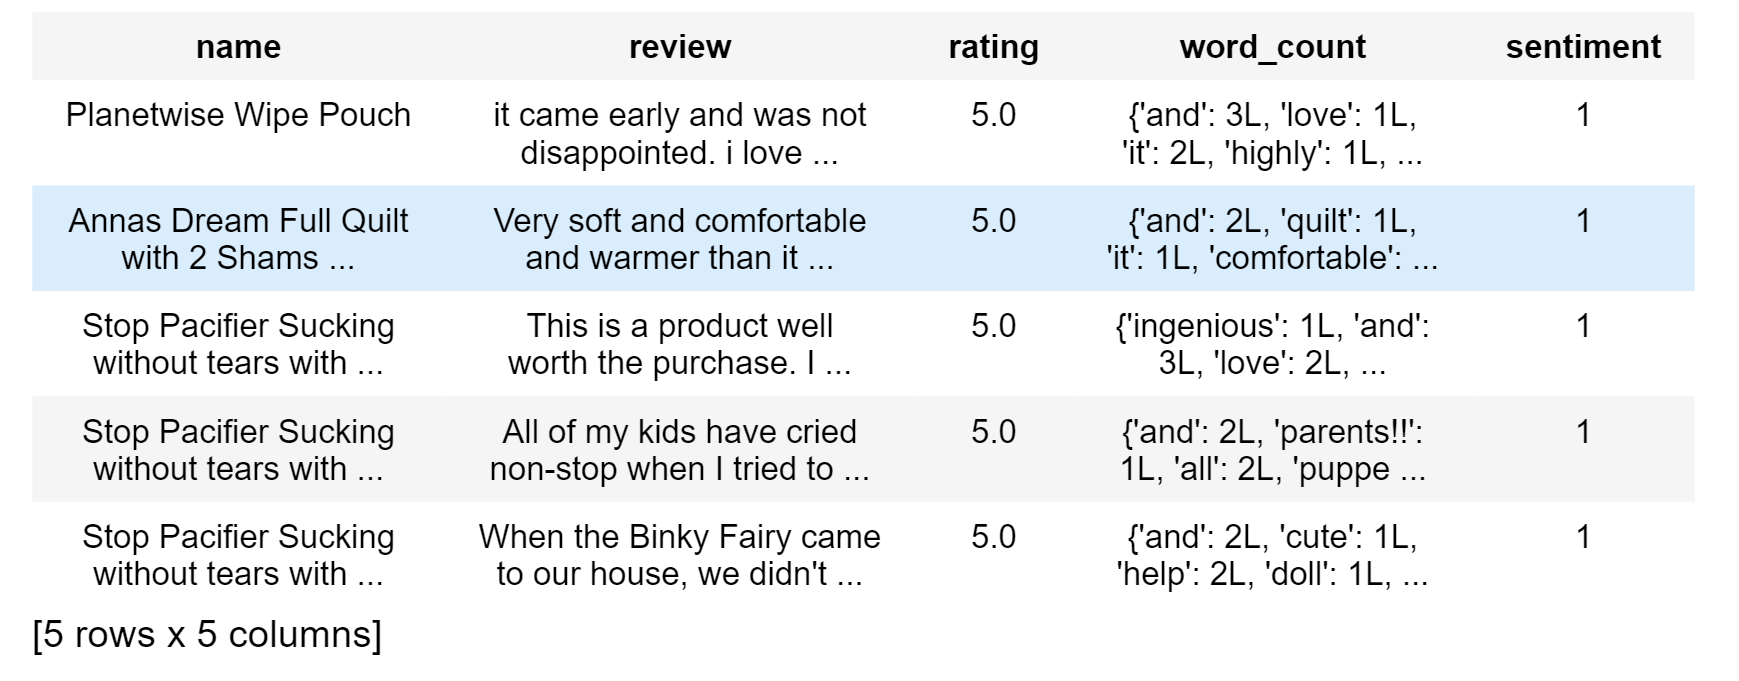 name review rating word_count sentiment
Planetwise Wipe Pouch it came early and was not 5.0 {'and': 3L, 'love': 1L, 1
disappointed. i love ... 'it': 2L, 'highly': 1L, ...
Annas Dream Full Quilt Very soft and comfortable 5.0 {'and': 2L, 'quilt': 1L, 1
with 2 Shams ... and warmer than it ... 'it': 1L, 'comfortable': ...
Stop Pacifier Sucking This is a product well 5.0 {'ingenious': 1L, 'and': 1
without tears with ... worth the purchase. I ... 3L, 'love': 2L, ...
Stop Pacifier Sucking All of my kids have cried 5.0 {'and': 2L, 'parents!!': 1
without tears with ... non-stop when I tried to ... 1L, 'all': 2L, 'puppe ...
Stop Pacifier Sucking When the Binky Fairy came 5.0 {'and': 2L, 'cute': 1L, 1
without tears with ... to our house, we didn't ... 'help': 2L, 'doll': 1L, ...
[5 rows x 5 columns]